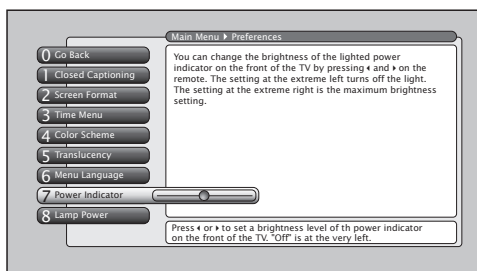 Main Menu ▸ Preferences
0 Go Back
1 Closed Captioning
2 Screen Format
3 Time Menu
4 Color Scheme
5 Translucency
6 Menu Language
7 Power Indicator
8 Lamp Power
You can change the brightness of the lighted power
indicator on the front of the TV by pressing ◂ and ▸ on the
remote. The setting at the extreme left turns off the light.
The setting at the extreme right is the maximum brightness
setting.
Press ◂ or ▸ to set a brightness level of th power indicator
on the front of the TV. "Off" is at the very left.